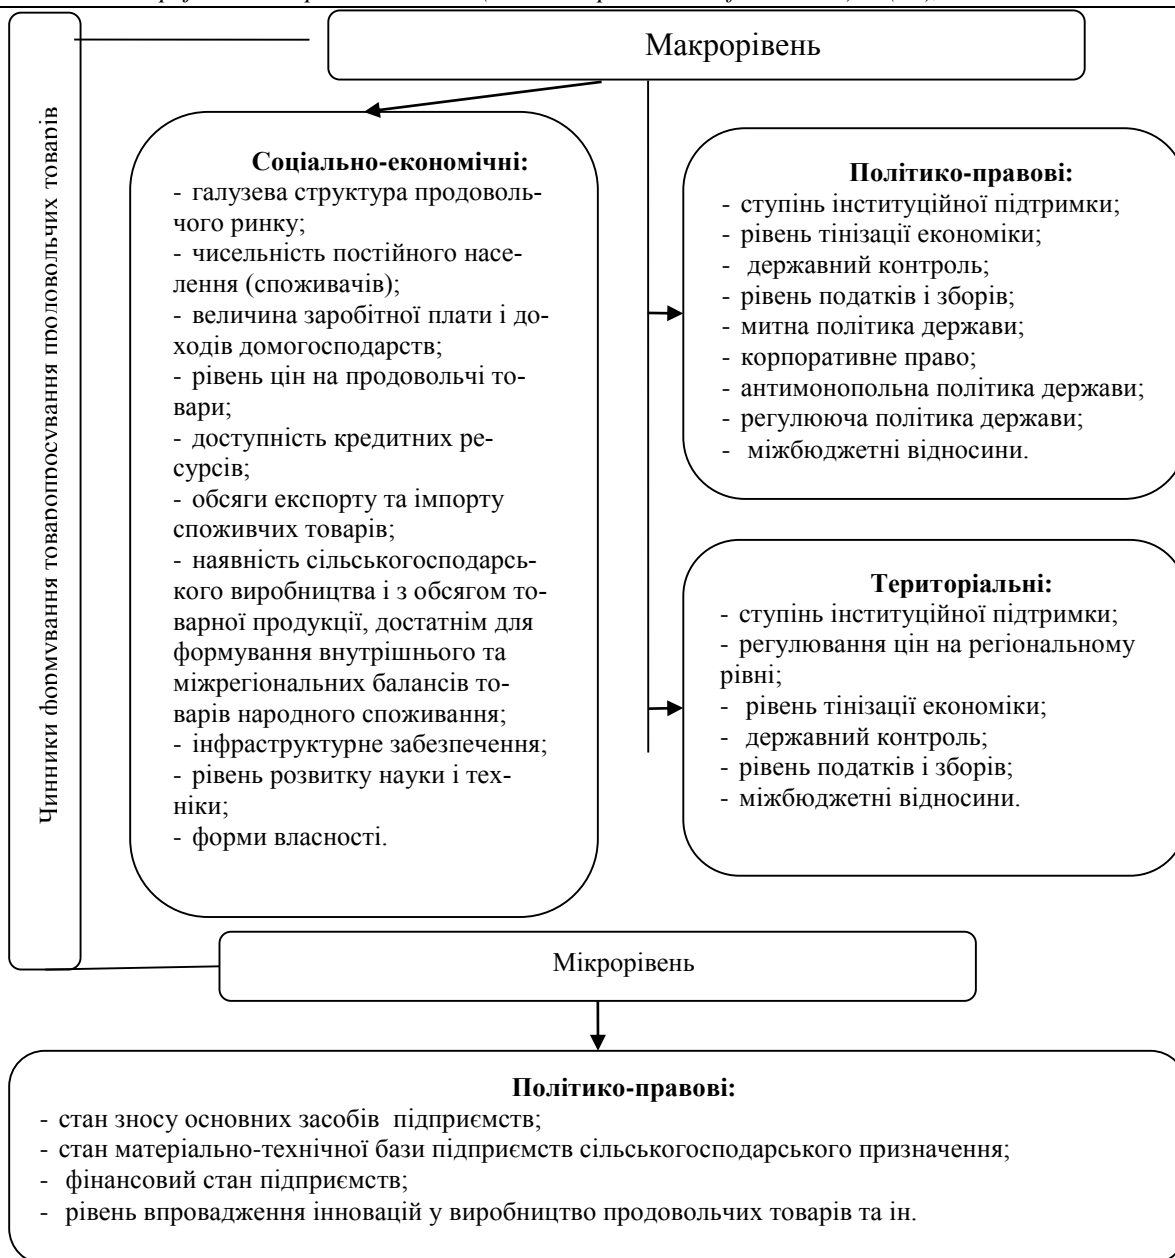 Макрорівень
Чинники формування товаропросування продовольчих товарів
Соціально-економічні:
- галузева структура продоволь-
чого ринку;
- чисельність постійного насе-
лення (споживачів);
- величина заробітної плати і до-
ходів домогосподарств;
- рівень цін на продовольчі то-
вари;
- доступність кредитних ре-
сурсів;
- обсяги експорту та імпорту
споживчих товарів;
- наявність сільськогосподарсь-
кого виробництва і з обсягом то-
варної продукції, достатнім для
формування внутрішнього та
міжрегіональних балансів то-
варів народного споживання;
- інфраструктурне забезпечення;
- рівень розвитку науки і тех-
ніки;
- форми власності.
Політико-правові:
- ступінь інституційної підтримки;
- рівень тінізації економіки;
- державний контроль;
- рівень податків і зборів;
- митна політика держави;
- корпоративне право;
- антимонопольна політика держави;
- регулююча політика держави;
- міжбюджетні відносини.
Територіальні:
- ступінь інституційної підтримки;
- регулювання цін на регіональному
рівні;
- рівень тінізації економіки;
- державний контроль;
- рівень податків і зборів;
- міжбюджетні відносини.
Мікрорівень
Політико-правові:
- стан зносу основних засобів підприємств;
- стан матеріально-технічної бази підприємств сільськогосподарського призначення;
- фінансовий стан підприємств;
- рівень впровадження інновацій у виробництво продовольчих товарів та ін.